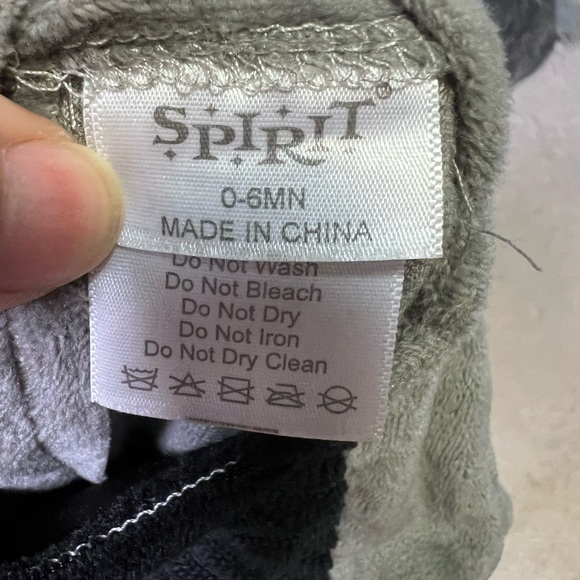 SPIRIT®
0-6MN
MADE IN CHINA
Do Not Wash
Do Not Bleach
Do Not Dry
Do Not Iron
Do Not Dry Clean